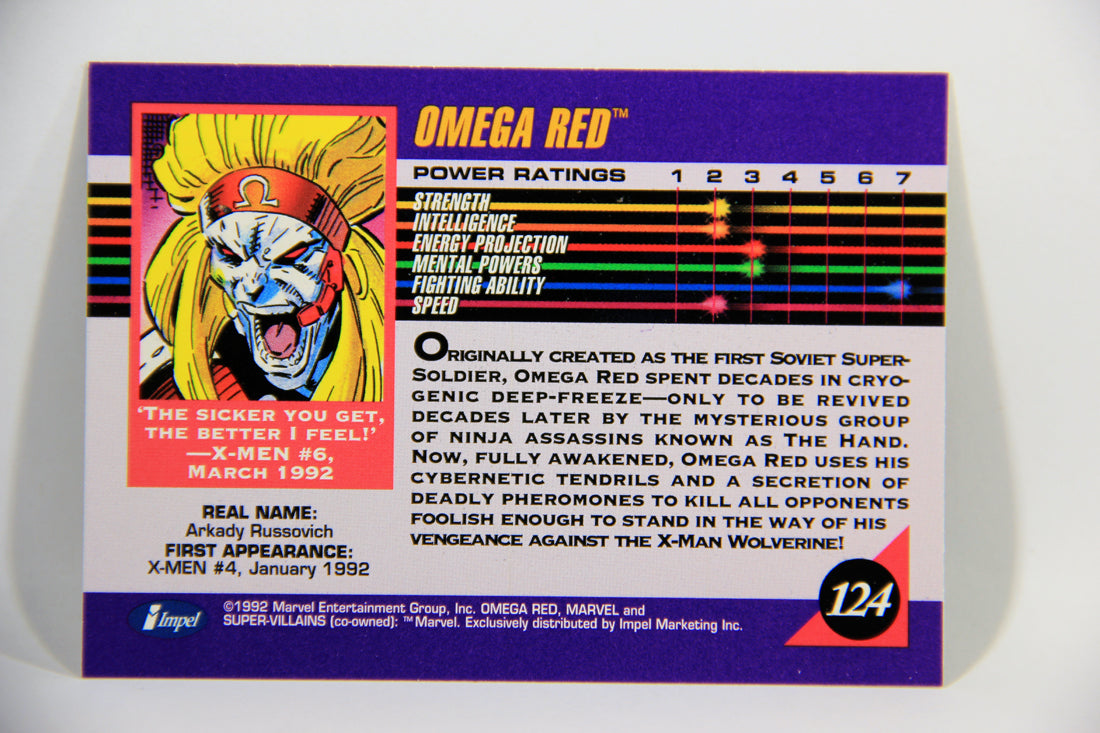 OMEGA RED™
POWER RATINGS 1 2 3 4 5 6 7
STRENGTH
INTELLIGENCE
ENERGY PROJECTION
MENTAL POWERS
FIGHTING ABILITY
SPEED
Ω
'THE SICKER YOU GET,
THE BETTER I FEEL!'
—X-MEN #6,
MARCH 1992
REAL NAME:
Arkady Russovich
FIRST APPEARANCE:
X-MEN #4, January 1992
ORIGINALLY CREATED AS THE FIRST SOVIET SUPER-
SOLDIER, OMEGA RED SPENT DECADES IN CRYO-
GENIC DEEP-FREEZE—ONLY TO BE REVIVED
DECADES LATER BY THE MYSTERIOUS GROUP
OF NINJA ASSASSINS KNOWN AS THE HAND.
NOW, FULLY AWAKENED, OMEGA RED USES HIS
CYBERNETIC TENDRILS AND A SECRETION OF
DEADLY PHEROMONES TO KILL ALL OPPONENTS
FOOLISH ENOUGH TO STAND IN THE WAY OF HIS
VENGEANCE AGAINST THE X-MAN WOLVERINE!
124
Impel
©1992 Marvel Entertainment Group, Inc. OMEGA RED, MARVEL and
SUPER-VILLAINS (co-owned): ™Marvel. Exclusively distributed by Impel Marketing Inc.